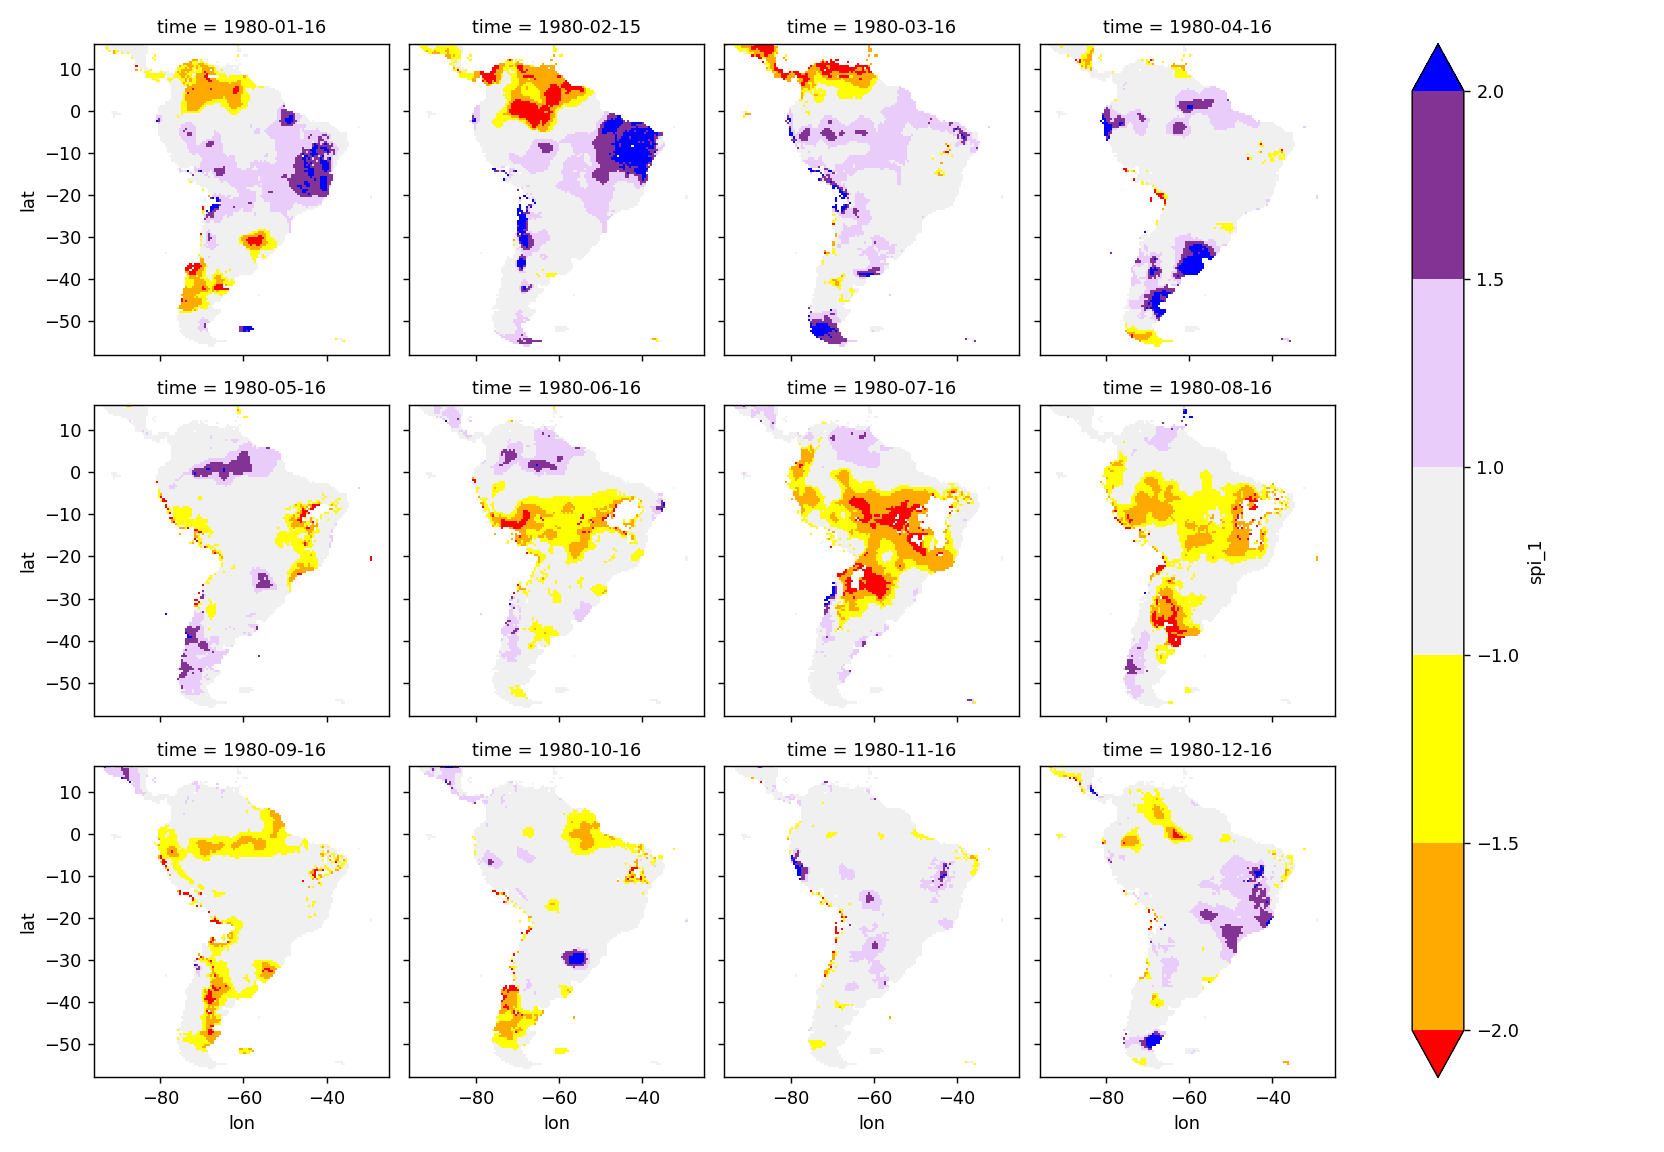 time = 1980-01-16
time = 1980-02-15
time = 1980-03-16
time = 1980-04-16
10
0
−10
−20
−30
−40
−50
lat
2.0
1.5
1.0
−1.0
−1.5
−2.0
spi_1
time = 1980-05-16
time = 1980-06-16
time = 1980-07-16
time = 1980-08-16
10
0
−10
−20
−30
−40
−50
lat
time = 1980-09-16
time = 1980-10-16
time = 1980-11-16
time = 1980-12-16
10
0
−10
−20
−30
−40
−50
lat
−80 −60 −40
−80 −60 −40
−80 −60 −40
−80 −60 −40
lon
lon
lon
lon